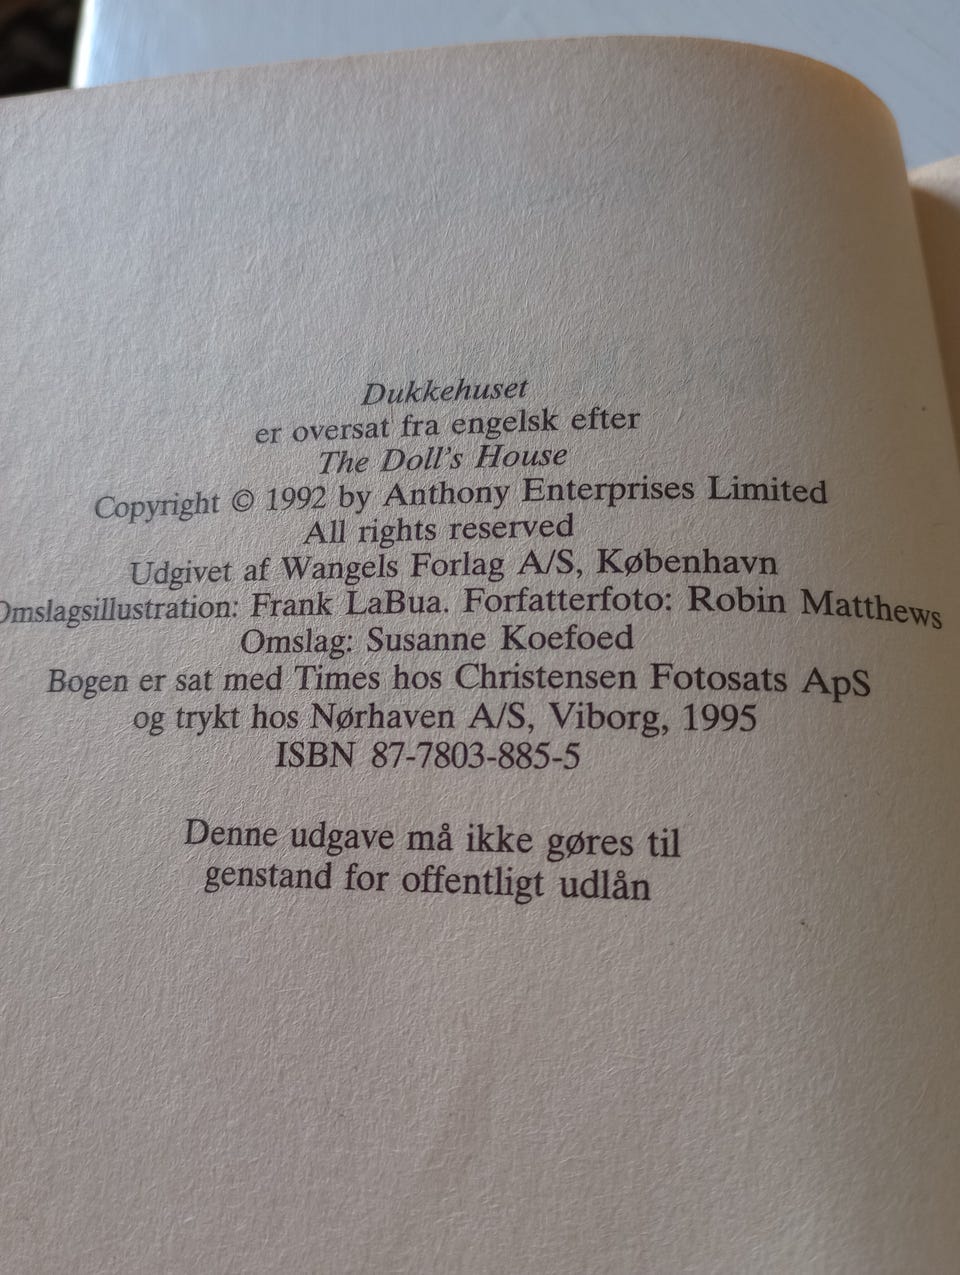 Dukkehuset
er oversat fra engelsk efter
The Doll's House
Copyright © 1992 by Anthony Enterprises Limited
All rights reserved
Udgivet af Wangels Forlag A/S, København
Omslagsillustration: Frank LaBua. Forfatterfoto: Robin Matthews
Omslag: Susanne Koefoed
Bogen er sat med Times hos Christensen Fotosats ApS
og trykt hos Nørhaven A/S, Viborg, 1995
ISBN 87-7803-885-5
Denne udgave må ikke gøres til
genstand for offentligt udlån